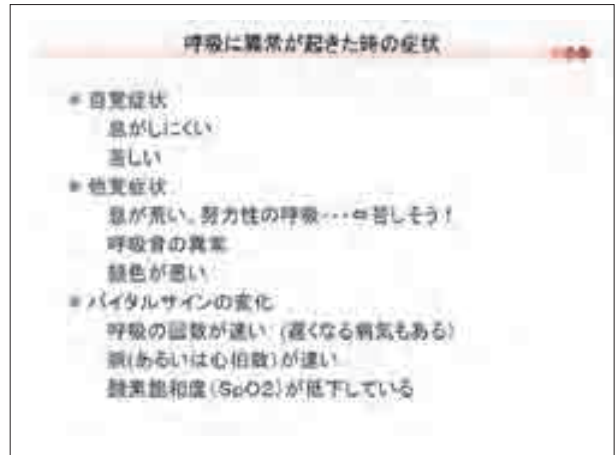 呼吸に異常が起きた時の症状
自覚症状
息がしにくい
苦しい
他覚症状
息が荒い、努力性の呼吸・・・⇔苦しそう！
呼吸音の異常
顔色が悪い
バイタルサインの変化
呼吸の回数が速い (遅くなる病気もある)
脈(あるいは心拍数)が速い
酸素飽和度(SpO2)が低下している